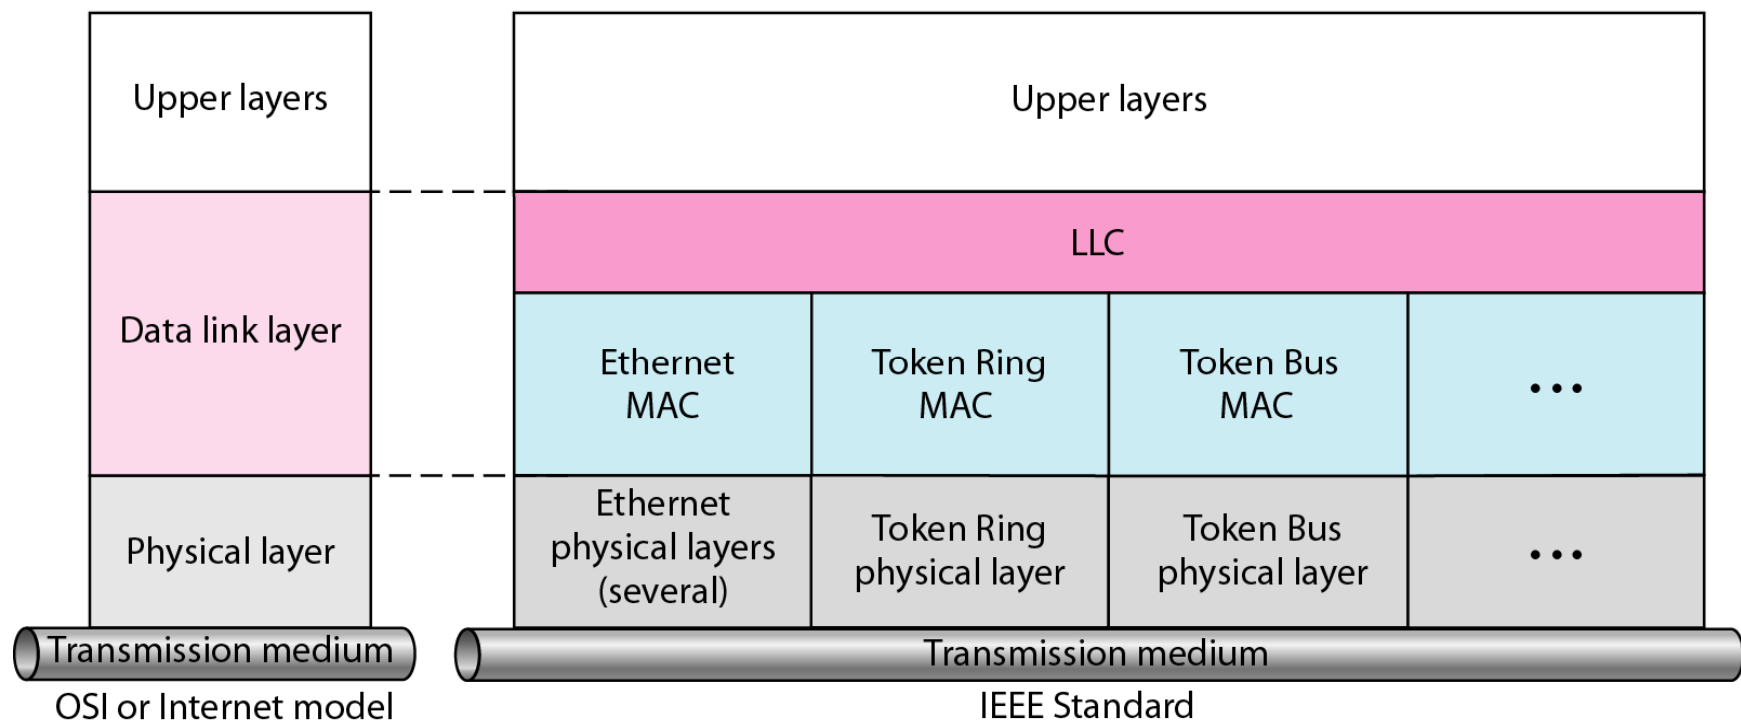 Upper layers
Data link layer
Physical layer
Transmission medium
OSI or Internet model
Upper layers
LLC
Ethernet
MAC
Token Ring
MAC
Token Bus
MAC
...
Ethernet
physical layers
(several)
Token Ring
physical layer
Token Bus
physical layer
...
Transmission medium
IEEE Standard